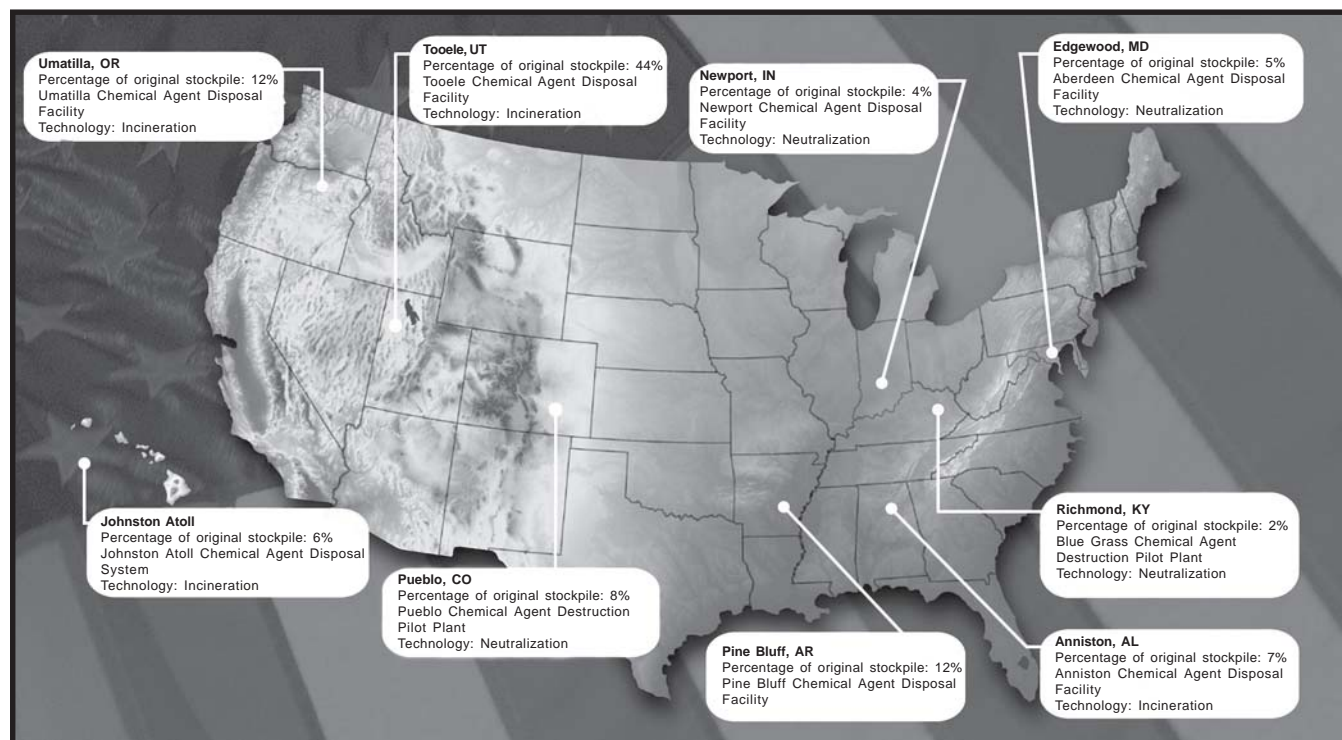 Umatilla, OR
Percentage of original stockpile: 12%
Umatilla Chemical Agent Disposal
Facility
Technology: Incineration
Tooele, UT
Percentage of original stockpile: 44%
Tooele Chemical Agent Disposal
Facility
Technology: Incineration
Newport, IN
Percentage of original stockpile: 4%
Newport Chemical Agent Disposal
Facility
Technology: Neutralization
Edgewood, MD
Percentage of original stockpile: 5%
Aberdeen Chemical Agent Disposal
Facility
Technology: Neutralization
Johnston Atoll
Percentage of original stockpile: 6%
Johnston Atoll Chemical Agent Disposal
System
Technology: Incineration
Pueblo, CO
Percentage of original stockpile: 8%
Pueblo Chemical Agent Destruction
Pilot Plant
Technology: Neutralization
Pine Bluff, AR
Percentage of original stockpile: 12%
Pine Bluff Chemical Agent Disposal
Facility
Richmond, KY
Percentage of original stockpile: 2%
Blue Grass Chemical Agent
Destruction Pilot Plant
Technology: Neutralization
Anniston, AL
Percentage of original stockpile: 7%
Anniston Chemical Agent Disposal
Facility
Technology: Incineration